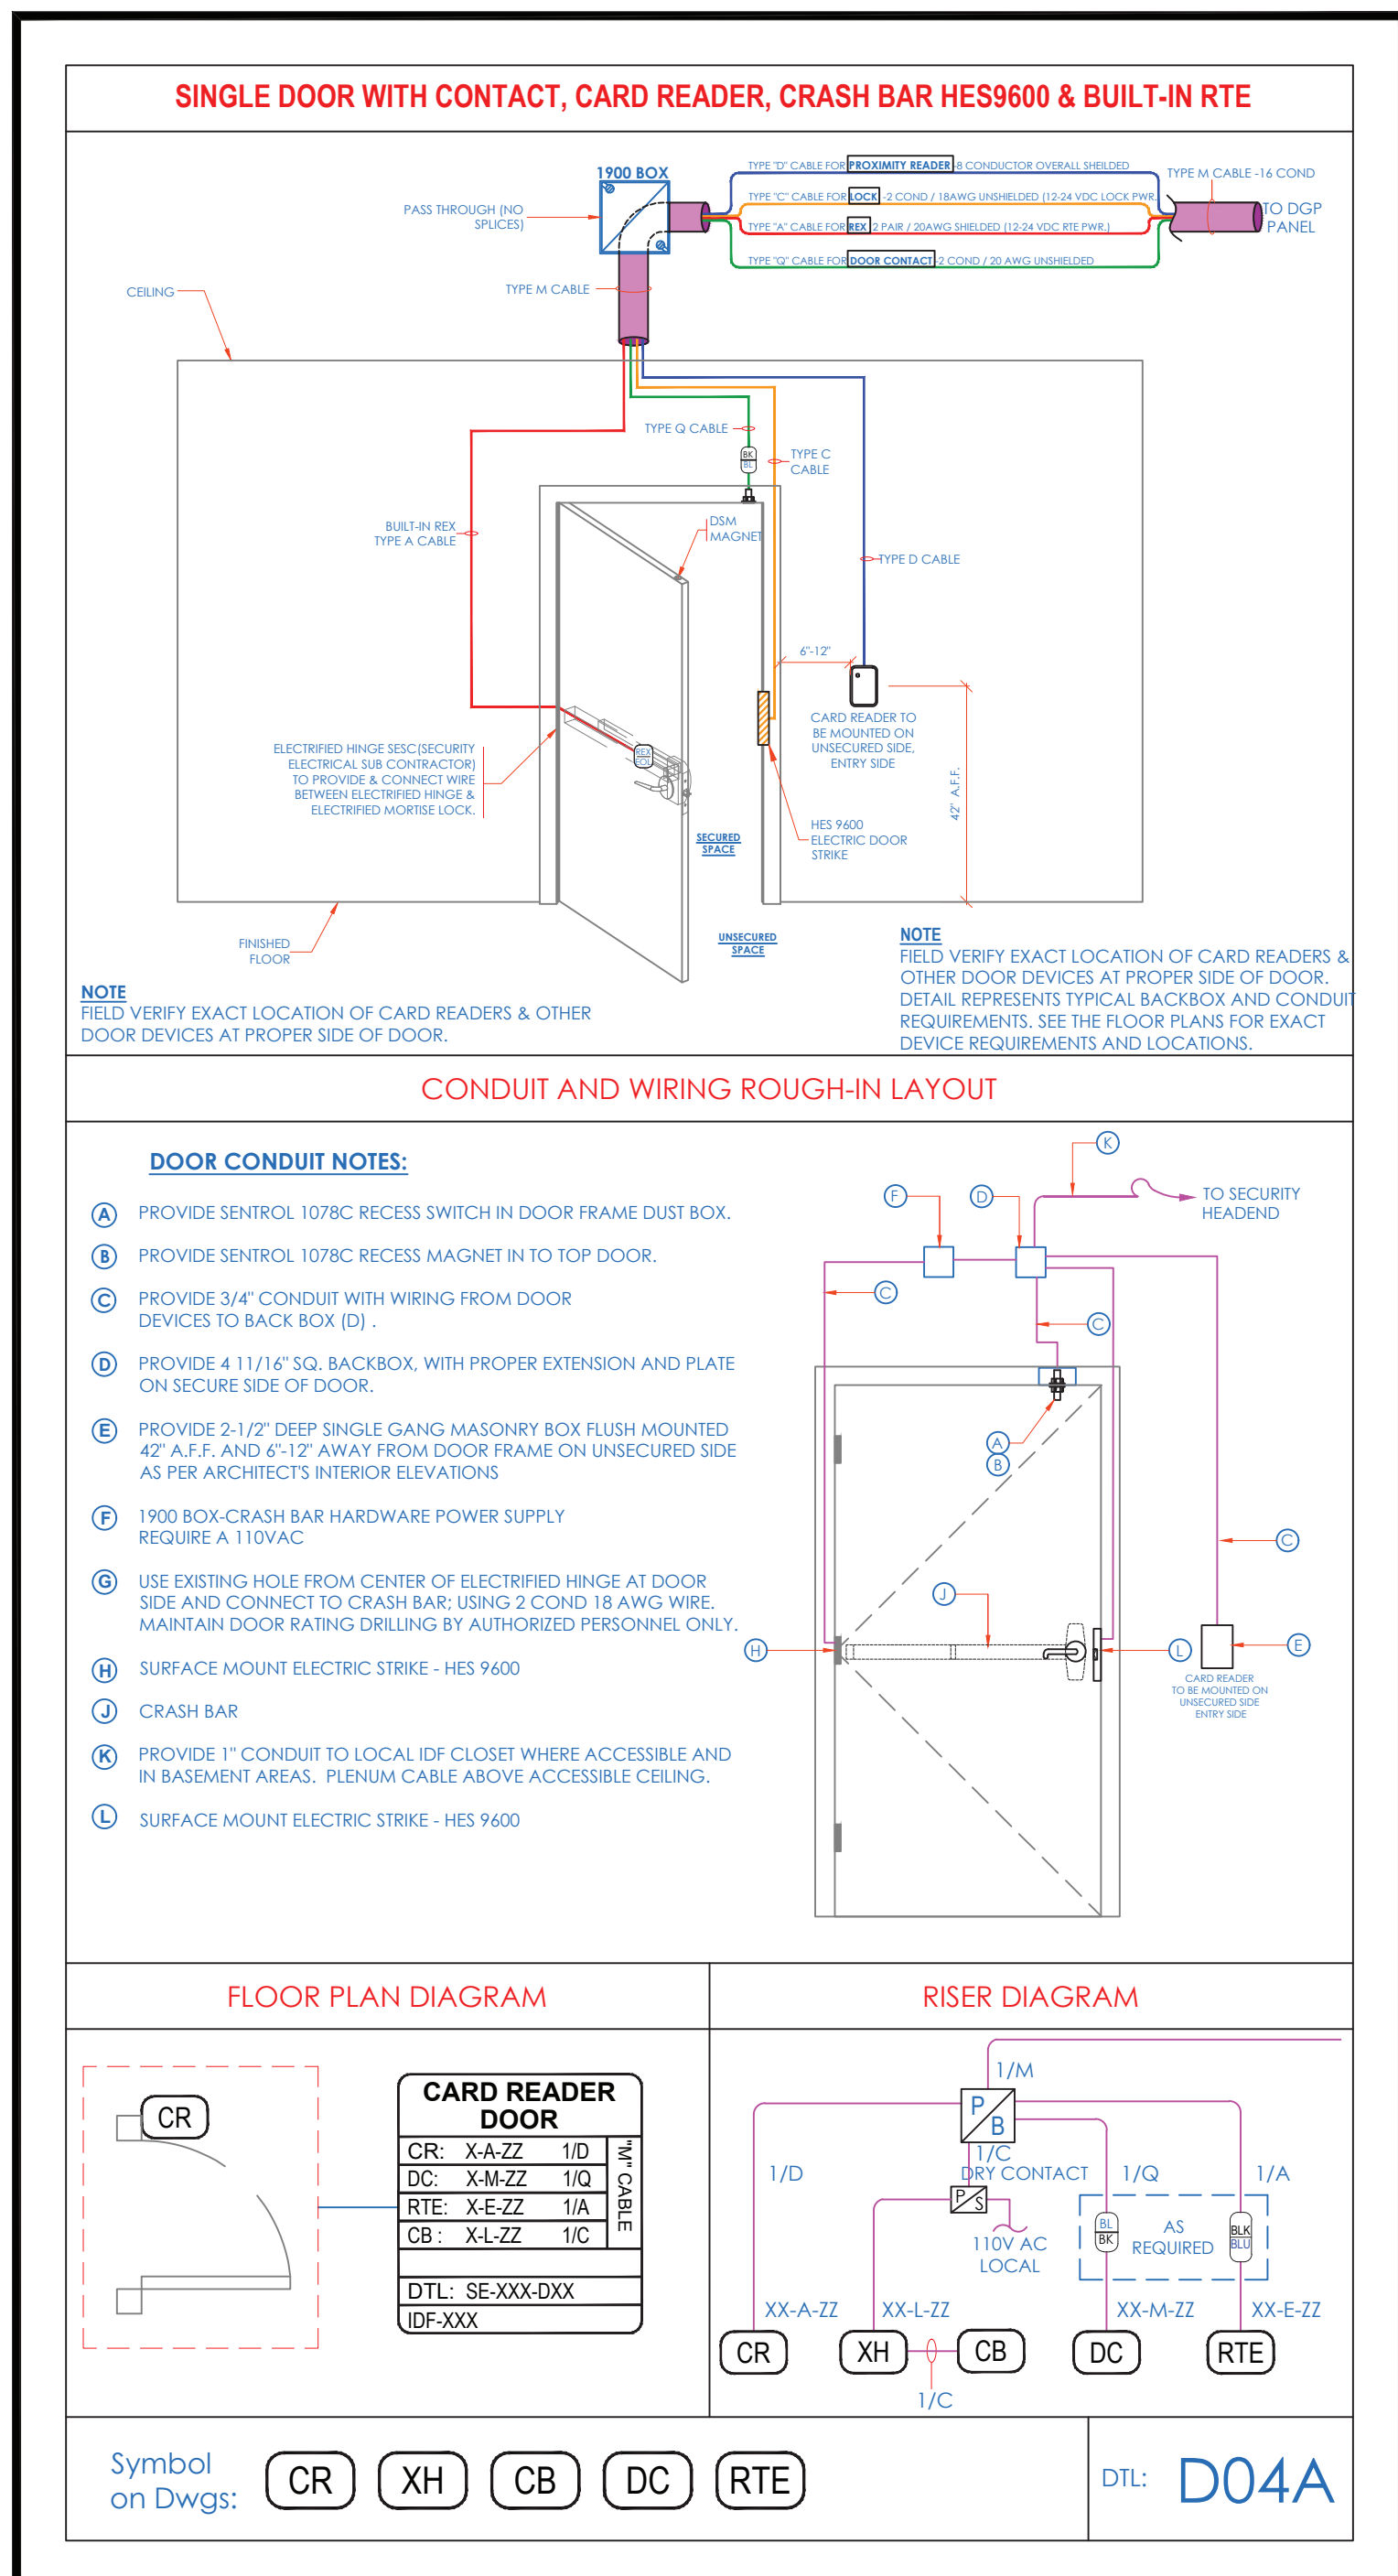 SINGLE DOOR WITH CONTACT, CARD READER, CRASH BAR HES9600 & BUILT-IN RTE
1900 BOX
PASS THROUGH (NO
SPLICES)
TYPE "D" CABLE FOR PROXIMITY READER -8 CONDUCTOR OVERALL SHEILDED
TYPE "C" CABLE FOR LOCK -2 COND / 18AWG UNSHIELDED (12-24 VDC LOCK PWR.
TYPE "A" CABLE FOR REX 2 PAIR / 20AWG SHIELDED (12-24 VDC RTE PWR.)
TYPE "Q" CABLE FOR DOOR CONTACT -2 COND / 20 AWG UNSHIELDED
TYPE M CABLE -16 COND
TO DGP
PANEL
TYPE M CABLE
CEILING
TYPE Q CABLE
BK
BL
TYPE C
CABLE
BUILT-IN REX
TYPE A CABLE
DSM
MAGNET
TYPE D CABLE
6"-12"
CARD READER TO
BE MOUNTED ON
UNSECURED SIDE,
ENTRY SIDE
42" A.F.F.
ELECTRIFIED HINGE SESC(SECURITY
ELECTRICAL SUB CONTRACTOR)
TO PROVIDE & CONNECT WIRE
BETWEEN ELECTRIFIED HINGE &
ELECTRIFIED MORTISE LOCK.
REX
EOL
HES 9600
ELECTRIC DOOR
STRIKE
SECURED
SPACE
UNSECURED
SPACE
FINISHED
FLOOR
NOTE
FIELD VERIFY EXACT LOCATION OF CARD READERS & OTHER
DOOR DEVICES AT PROPER SIDE OF DOOR.
NOTE
FIELD VERIFY EXACT LOCATION OF CARD READERS &
OTHER DOOR DEVICES AT PROPER SIDE OF DOOR.
DETAIL REPRESENTS TYPICAL BACKBOX AND CONDUIT
REQUIREMENTS. SEE THE FLOOR PLANS FOR EXACT
DEVICE REQUIREMENTS AND LOCATIONS.
CONDUIT AND WIRING ROUGH-IN LAYOUT
DOOR CONDUIT NOTES:
A PROVIDE SENTROL 1078C RECESS SWITCH IN DOOR FRAME DUST BOX.
B PROVIDE SENTROL 1078C RECESS MAGNET IN TO TOP DOOR.
C PROVIDE 3/4" CONDUIT WITH WIRING FROM DOOR
DEVICES TO BACK BOX (D) .
D PROVIDE 4 11/16" SQ. BACKBOX, WITH PROPER EXTENSION AND PLATE
ON SECURE SIDE OF DOOR.
E PROVIDE 2-1/2" DEEP SINGLE GANG MASONRY BOX FLUSH MOUNTED
42" A.F.F. AND 6"-12" AWAY FROM DOOR FRAME ON UNSECURED SIDE
AS PER ARCHITECT'S INTERIOR ELEVATIONS
F 1900 BOX-CRASH BAR HARDWARE POWER SUPPLY
REQUIRE A 110VAC
G USE EXISTING HOLE FROM CENTER OF ELECTRIFIED HINGE AT DOOR
SIDE AND CONNECT TO CRASH BAR; USING 2 COND 18 AWG WIRE.
MAINTAIN DOOR RATING DRILLING BY AUTHORIZED PERSONNEL ONLY.
H SURFACE MOUNT ELECTRIC STRIKE - HES 9600
J CRASH BAR
K PROVIDE 1" CONDUIT TO LOCAL IDF CLOSET WHERE ACCESSIBLE AND
IN BASEMENT AREAS. PLENUM CABLE ABOVE ACCESSIBLE CEILING.
L SURFACE MOUNT ELECTRIC STRIKE - HES 9600
K
F
D
TO SECURITY
HEADEND
C
C
A
B
C
J
H
L
E
CARD READER
TO BE MOUNTED ON
UNSECURED SIDE
ENTRY SIDE
FLOOR PLAN DIAGRAM
CR
CARD READER
DOOR
CR: X-A-ZZ 1/D
DC: X-M-ZZ 1/Q
RTE: X-E-ZZ 1/A
CB : X-L-ZZ 1/C
"M" CABLE
DTL: SE-XXX-DXX
IDF-XXX
RISER DIAGRAM
1/M
P
B
1/C
DRY CONTACT
1/D
1/Q
1/A
P
S
110V AC
LOCAL
BL
BK
AS
REQUIRED
BLK
BLU
XX-A-ZZ
XX-L-ZZ
XX-M-ZZ
XX-E-ZZ
CR
XH
CB
DC
RTE
1/C
Symbol
on Dwgs:
CR
XH
CB
DC
RTE
DTL: D04A